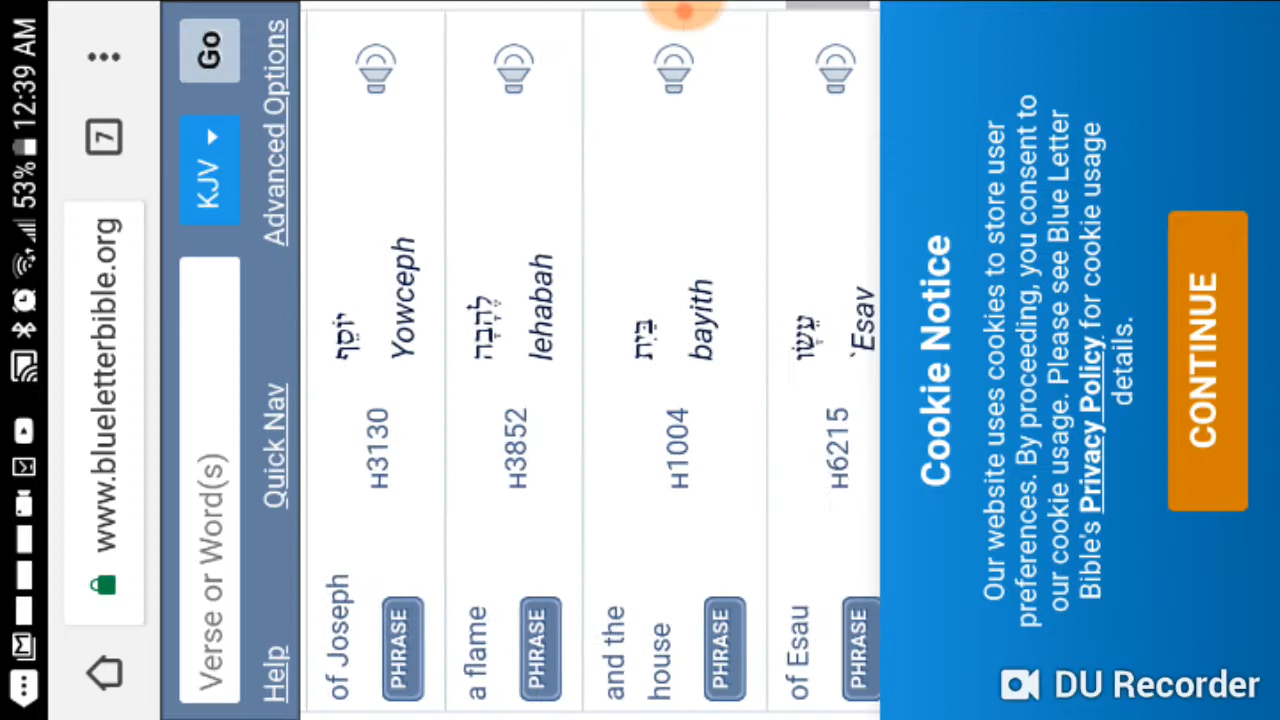 12:39 AM
53%
www.blueletterbible.org
7
Verse or Word(s)
KJV
Go
Help
Quick Nav
Advanced Options
of Joseph
PHRASE
H3130
יוֹסֵף
Yowceph
a flame
PHRASE
H3852
לֶהָבָה
lehabah
and the
house
PHRASE
H1004
בַּיִת
bayith
of Esau
PHRASE
H6215
עֵשָׂו
`Esav
Cookie Notice
Our website uses cookies to store user
preferences. By proceeding, you consent to
our cookie usage. Please see Blue Letter
Bible's Privacy Policy for cookie usage
details.
CONTINUE
DU Recorder